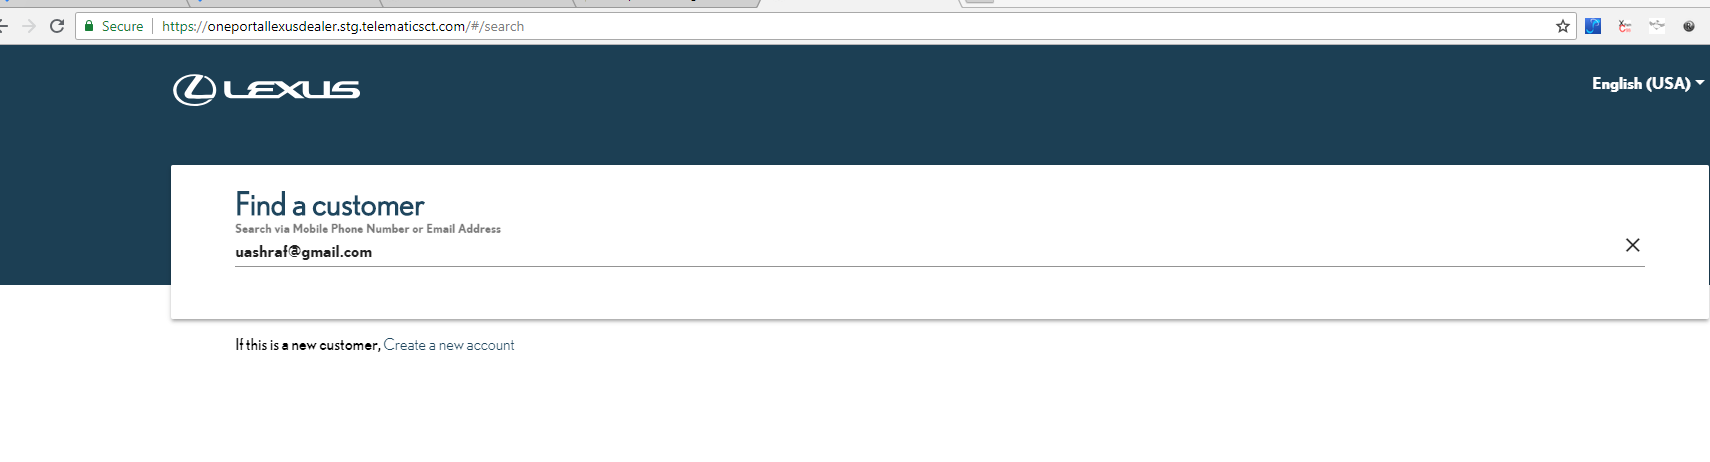 Secure https://oneportallexusdealer.stg.telematicsct.com/#/search
LEXUS
English (USA)
Find a customer
Search via Mobile Phone Number or Email Address
uashraf@gmail.com
If this is a new customer, Create a new account